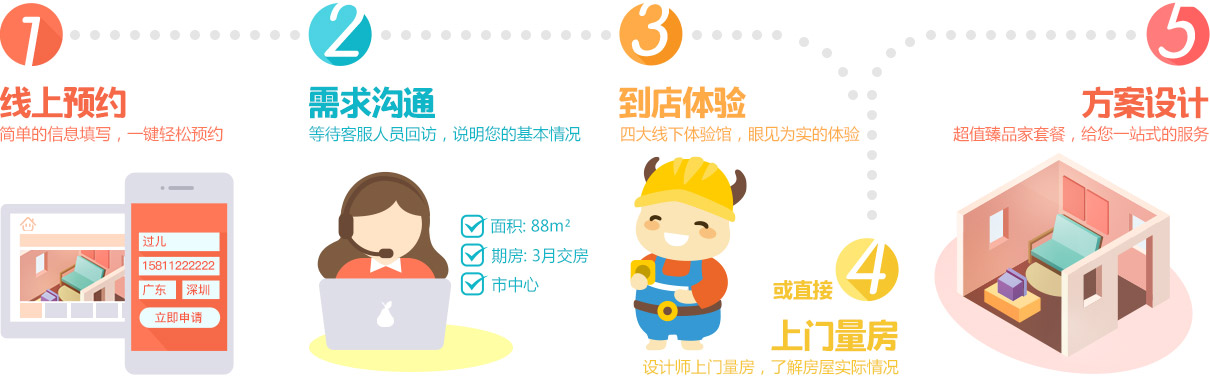 1
线上预约
简单的信息填写，一键轻松预约
过儿
15811222222
广东 深圳
立即申请
2
需求沟通
等待客服人员回访，说明您的基本情况
面积: 88m²
期房: 3月交房
市中心
3
到店体验
四大线下体验馆，眼见为实的体验
4
或直接
上门量房
设计师上门量房，了解房屋实际情况
5
方案设计
超值臻品家套餐，给您一站式的服务